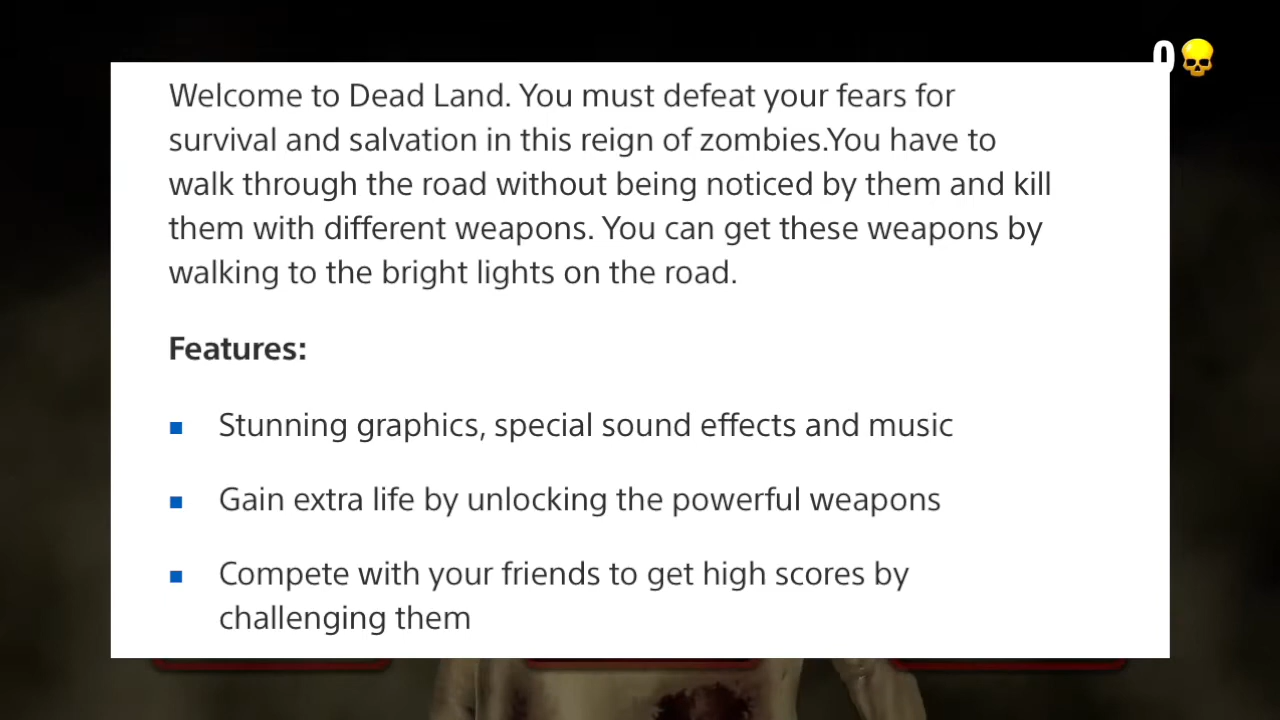 0
Welcome to Dead Land. You must defeat your fears for
survival and salvation in this reign of zombies.You have to
walk through the road without being noticed by them and kill
them with different weapons. You can get these weapons by
walking to the bright lights on the road.
Features:
Stunning graphics, special sound effects and music
Gain extra life by unlocking the powerful weapons
Compete with your friends to get high scores by
challenging them